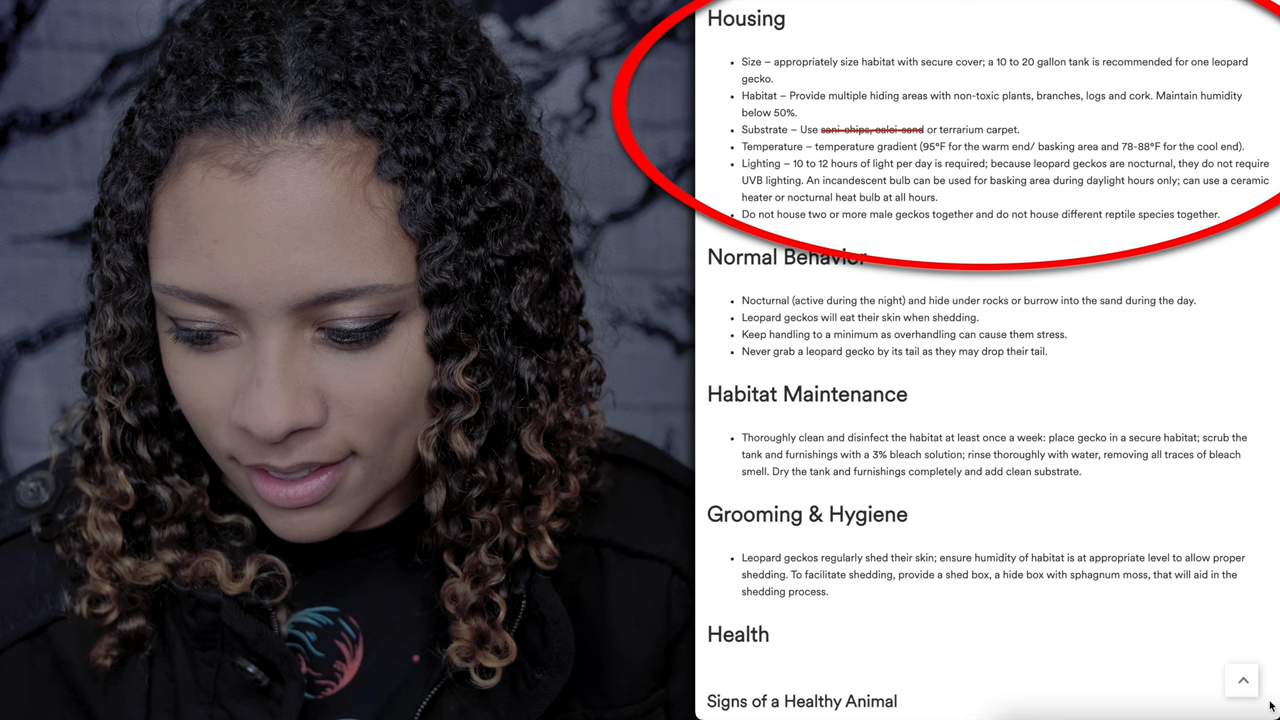 Housing
Size – appropriately size habitat with secure cover; a 10 to 20 gallon tank is recommended for one leopard
gecko.
Habitat – Provide multiple hiding areas with non-toxic plants, branches, logs and cork. Maintain humidity
below 50%.
Substrate – Use sani-chips, calci-sand or terrarium carpet.
Temperature – temperature gradient (95°F for the warm end/ basking area and 78-88°F for the cool end).
Lighting – 10 to 12 hours of light per day is required; because leopard geckos are nocturnal, they do not require
UVB lighting. An incandescent bulb can be used for basking area during daylight hours only; can use a ceramic
heater or nocturnal heat bulb at all hours.
Do not house two or more male geckos together and do not house different reptile species together.
Normal Behavior
Nocturnal (active during the night) and hide under rocks or burrow into the sand during the day.
Leopard geckos will eat their skin when shedding.
Keep handling to a minimum as overhandling can cause them stress.
Never grab a leopard gecko by its tail as they may drop their tail.
Habitat Maintenance
Thoroughly clean and disinfect the habitat at least once a week: place gecko in a secure habitat; scrub the
tank and furnishings with a 3% bleach solution; rinse thoroughly with water, removing all traces of bleach
smell. Dry the tank and furnishings completely and add clean substrate.
Grooming & Hygiene
Leopard geckos regularly shed their skin; ensure humidity of habitat is at appropriate level to allow proper
shedding. To facilitate shedding, provide a shed box, a hide box with sphagnum moss, that will aid in the
shedding process.
Health
Signs of a Healthy Animal